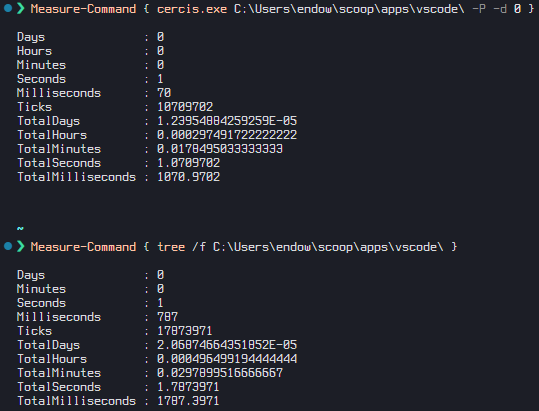 ❯ Measure-Command { cercis.exe C:\Users\endow\scoop\apps\vscode\ -P -d 0 }
Days              : 0
Hours             : 0
Minutes           : 0
Seconds           : 1
Milliseconds      : 70
Ticks             : 10709702
TotalDays         : 1.23954884259259E-05
TotalHours        : 0.000297491722222222
TotalMinutes      : 0.0178495033333333
TotalSeconds      : 1.0709702
TotalMilliseconds : 1070.9702
~
❯ Measure-Command { tree /f C:\Users\endow\scoop\apps\vscode\ }
Days              : 0
Minutes           : 0
Seconds           : 1
Milliseconds      : 787
Ticks             : 17873971
TotalDays         : 2.06874664351852E-05
TotalHours        : 0.000496499194444444
TotalMinutes      : 0.0297899516666667
TotalSeconds      : 1.7873971
TotalMilliseconds : 1787.3971